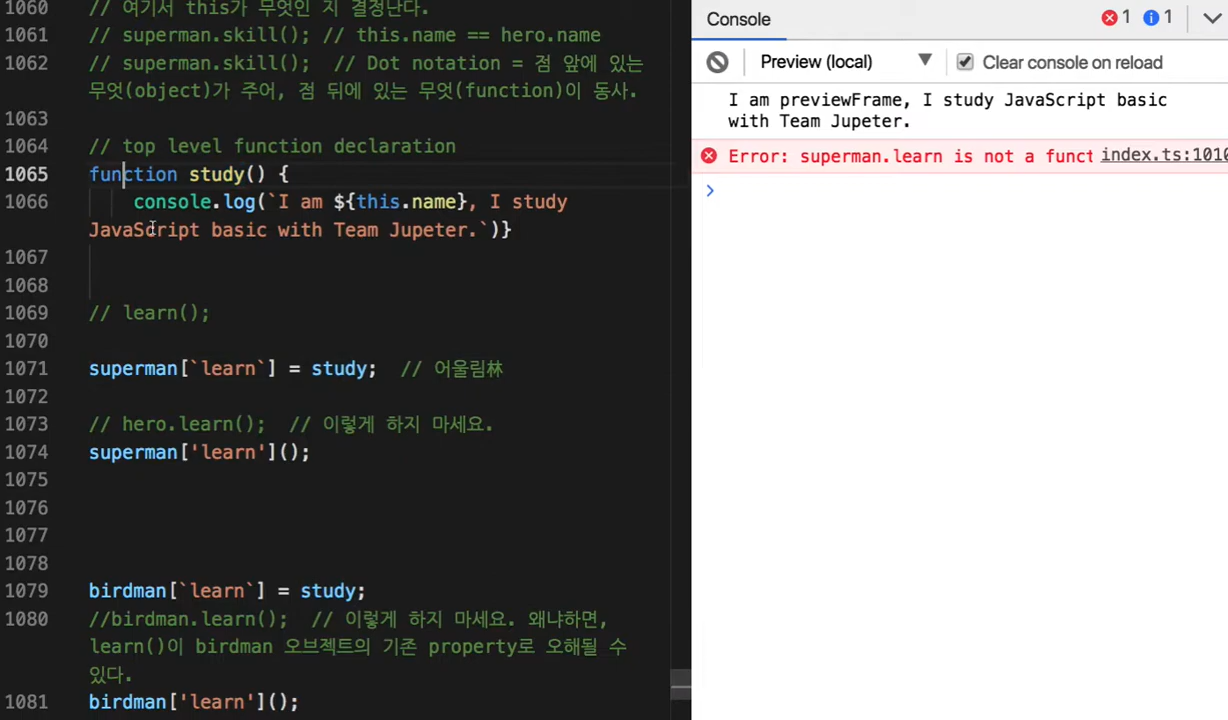 1060 // 여기서 this가 무엇인 지 결정난다.
1061 // superman.skill(); // this.name == hero.name
1062 // superman.skill();  // Dot notation = 점 앞에 있는
무엇(object)가 주어, 점 뒤에 있는 무엇(function)이 동사.
1063
1064 // top level function declaration
1065 function study() {
1066 console.log(`I am ${this.name}, I study
JavaScript basic with Team Jupeter.`)}
1067
1068
1069 // learn();
1070
1071 superman[`learn`] = study;  // 어울림林
1072
1073 // hero.learn();  // 이렇게 하지 마세요.
1074 superman['learn']();
1075
1076
1077
1078
1079 birdman[`learn`] = study;
1080 //birdman.learn();  // 이렇게 하지 마세요. 왜냐하면,
learn()이 birdman 오브젝트의 기존 property로 오해될 수
있다.
1081 birdman['learn']();
Console 1 1
Preview (local) Clear console on reload
I am previewFrame, I study JavaScript basic
with Team Jupeter.
Error: superman.learn is not a funct index.ts:1010